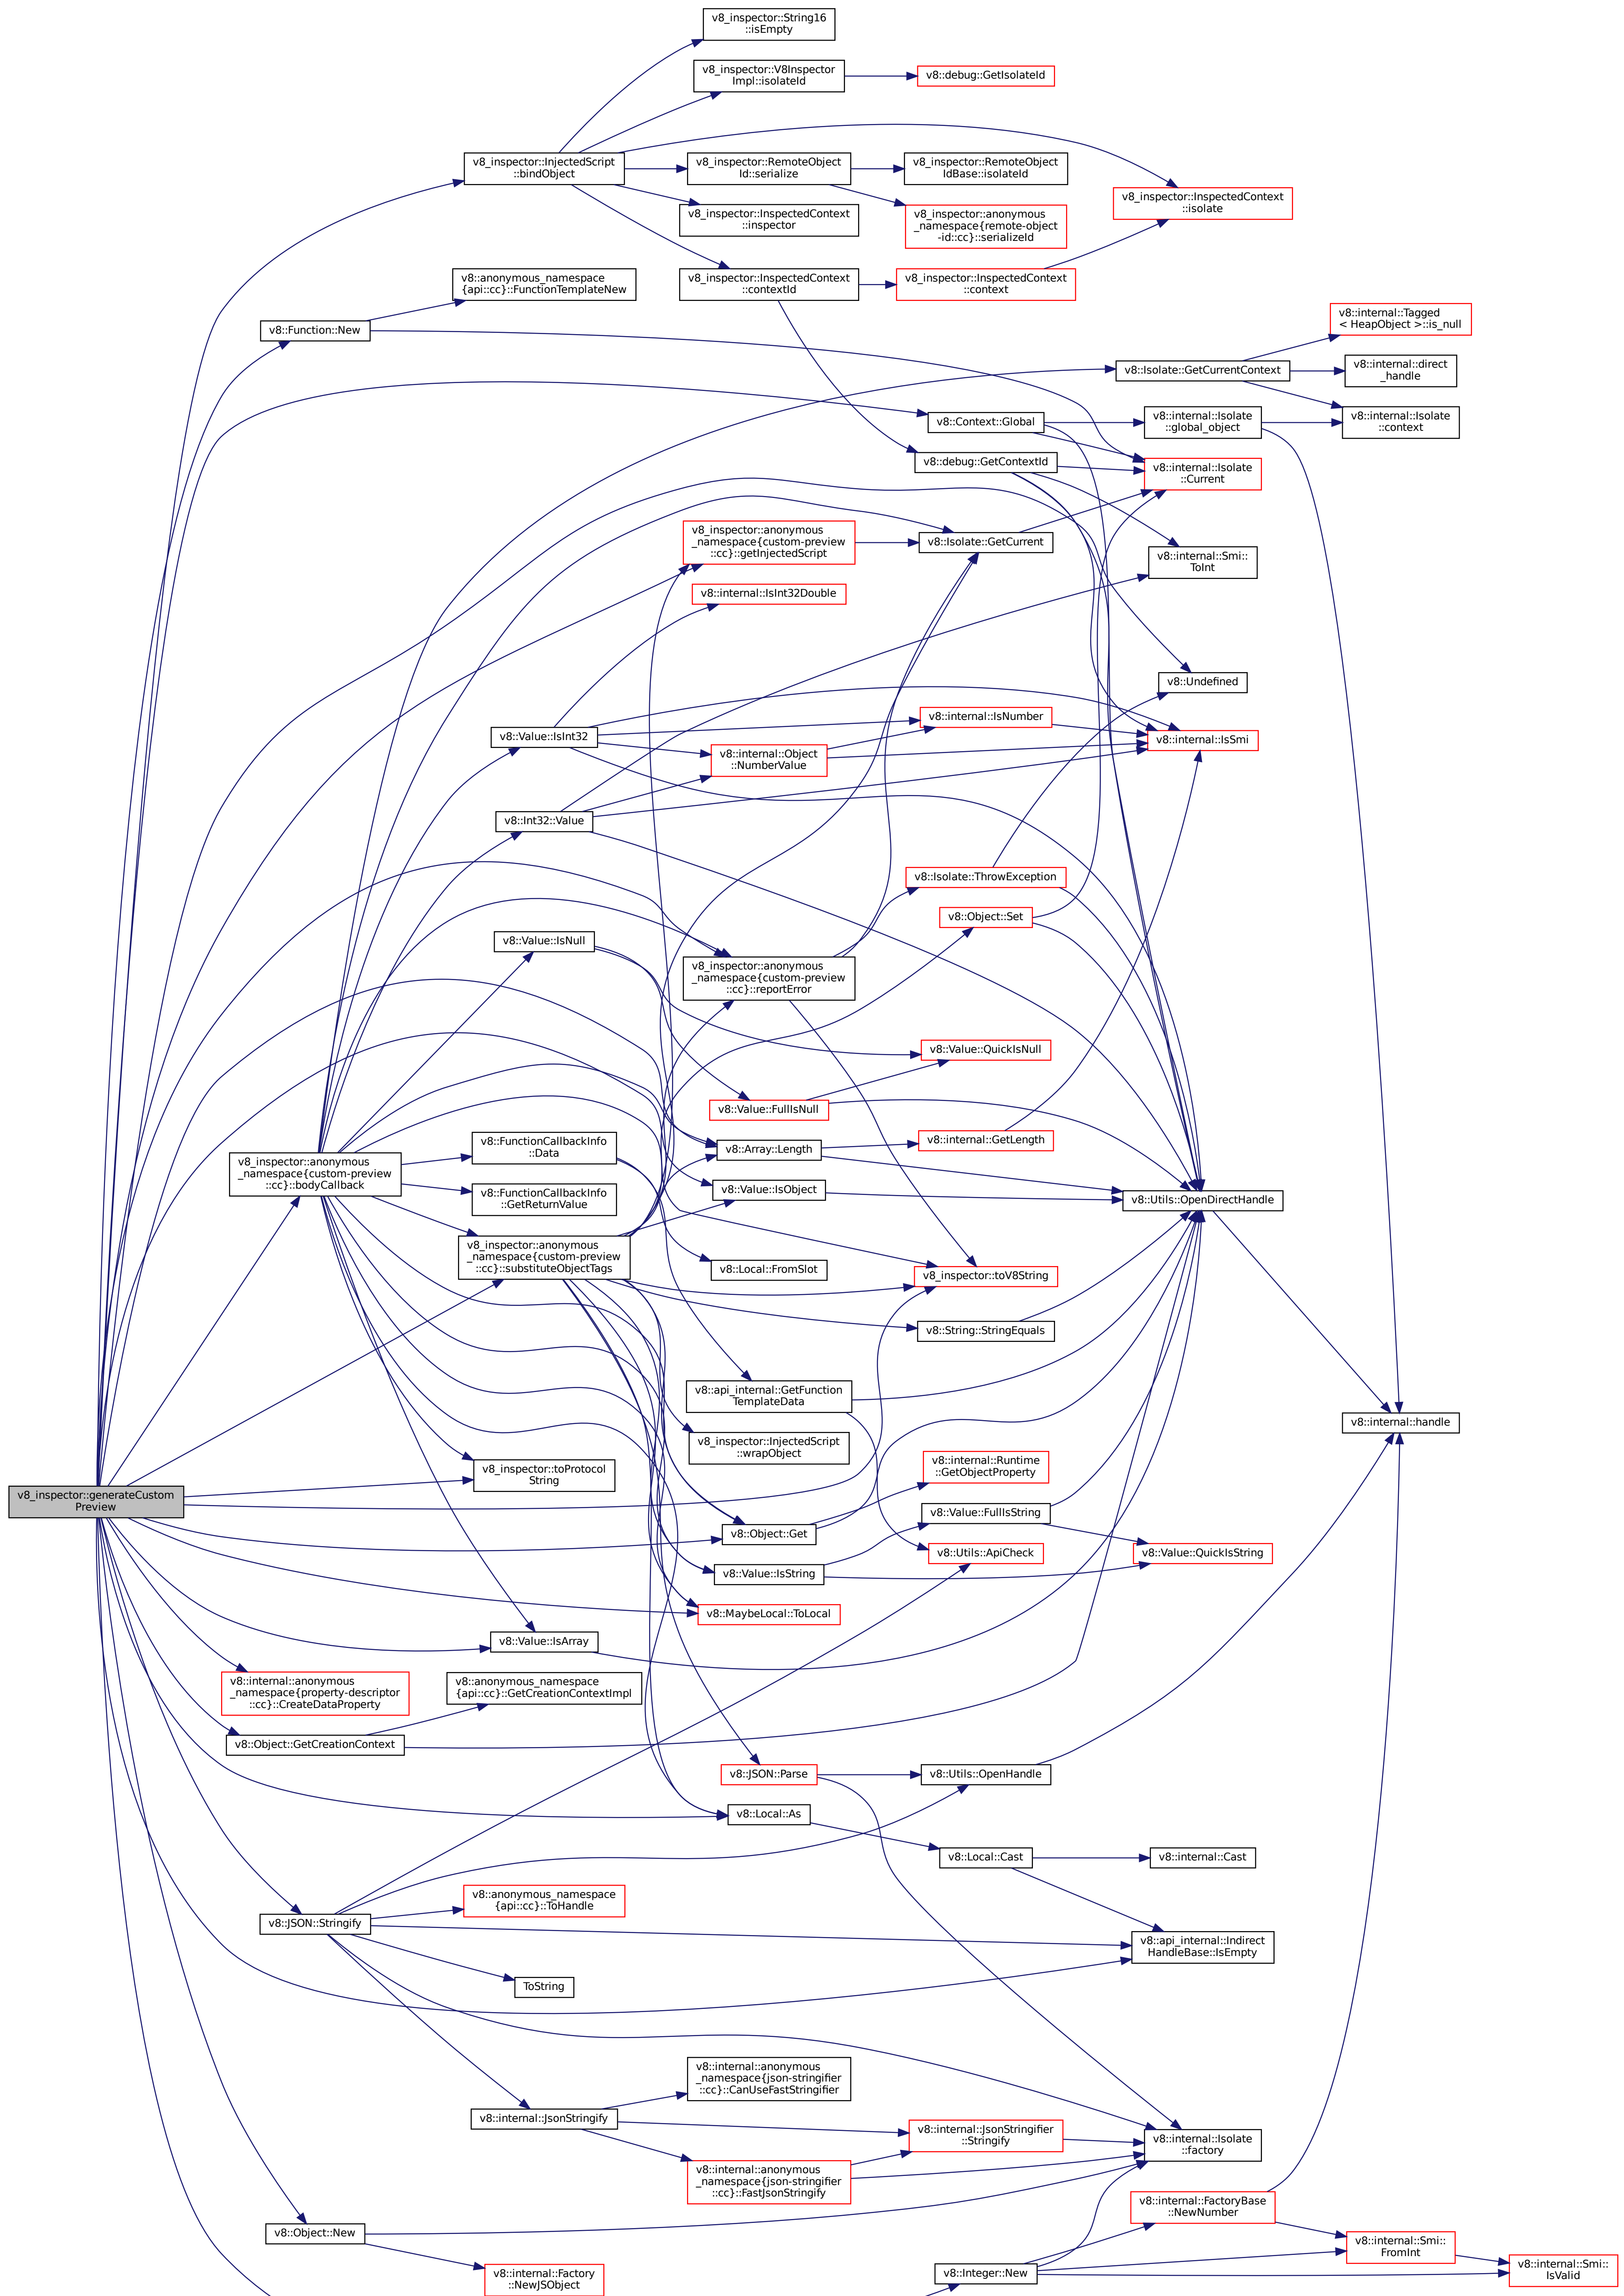 v8_inspector::String16
::isEmpty
v8_inspector::V8Inspector
Impl::isolateId
v8::debug::GetIsolateId
v8_inspector::InjectedScript
::bindObject
v8_inspector::RemoteObject
Id::serialize
v8_inspector::RemoteObject
IdBase::isolateId
v8_inspector::InspectedContext
::isolate
v8_inspector::InspectedContext
::inspector
v8_inspector::anonymous
_namespace{remote-object
-id::cc}::serializeId
v8::anonymous_namespace
{api::cc}::FunctionTemplateNew
v8_inspector::InspectedContext
::contextId
v8_inspector::InspectedContext
::context
v8::Function::New
v8::internal::Tagged
< HeapObject >::is_null
v8::Isolate::GetCurrentContext
v8::internal::direct
_handle
v8::Context::Global
v8::internal::Isolate
::global_object
v8::internal::Isolate
::context
v8::debug::GetContextId
v8::internal::Isolate
::Current
v8_inspector::anonymous
_namespace{custom-preview
::cc}::getInjectedScript
v8::Isolate::GetCurrent
v8::internal::Smi::
ToInt
v8::internal::IsInt32Double
v8::Undefined
v8::Value::IsInt32
v8::internal::IsNumber
v8::internal::Object
::NumberValue
v8::internal::IsSmi
v8::Int32::Value
v8::Isolate::ThrowException
v8::Object::Set
v8::Value::IsNull
v8_inspector::anonymous
_namespace{custom-preview
::cc}::reportError
v8::Value::QuickIsNull
v8::Value::FullIsNull
v8_inspector::anonymous
_namespace{custom-preview
::cc}::bodyCallback
v8::FunctionCallbackInfo
::Data
v8::Array::Length
v8::internal::GetLength
v8::FunctionCallbackInfo
::GetReturnValue
v8::Value::IsObject
v8::Utils::OpenDirectHandle
v8_inspector::anonymous
_namespace{custom-preview
::cc}::substituteObjectTags
v8::Local::FromSlot
v8_inspector::toV8String
v8::String::StringEquals
v8::api_internal::GetFunction
TemplateData
v8::internal::handle
v8_inspector::InjectedScript
::wrapObject
v8_inspector::generateCustom
Preview
v8_inspector::toProtocol
String
v8::internal::Runtime
::GetObjectProperty
v8::Object::Get
v8::Value::FullIsString
v8::Utils::ApiCheck
v8::Value::QuickIsString
v8::Value::IsString
v8::MaybeLocal::ToLocal
v8::Value::IsArray
v8::internal::anonymous
_namespace{property-descriptor
::cc}::CreateDataProperty
v8::anonymous_namespace
{api::cc}::GetCreationContextImpl
v8::Object::GetCreationContext
v8::JSON::Parse
v8::Utils::OpenHandle
v8::Local::As
v8::Local::Cast
v8::internal::Cast
v8::anonymous_namespace
{api::cc}::ToHandle
v8::JSON::Stringify
v8::api_internal::Indirect
HandleBase::IsEmpty
ToString
v8::internal::anonymous
_namespace{json-stringifier
::cc}::CanUseFastStringifier
v8::internal::JsonStringify
v8::internal::JsonStringifier
::Stringify
v8::internal::Isolate
::factory
v8::internal::anonymous
_namespace{json-stringifier
::cc}::FastJsonStringify
v8::internal::FactoryBase
::NewNumber
v8::Object::New
v8::internal::Smi::
FromInt
v8::internal::Factory
::NewJSObject
v8::Integer::New
v8::internal::Smi::
IsValid